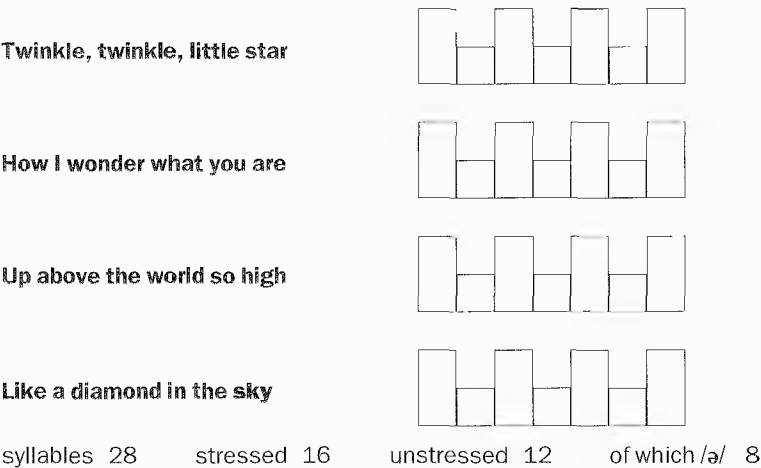 Twinkle, twinkle, little star
How I wonder what you are
Up above the world so high
Like a diamond in the sky
syllables 28 stressed 16 unstressed 12 of which /ə/ 8